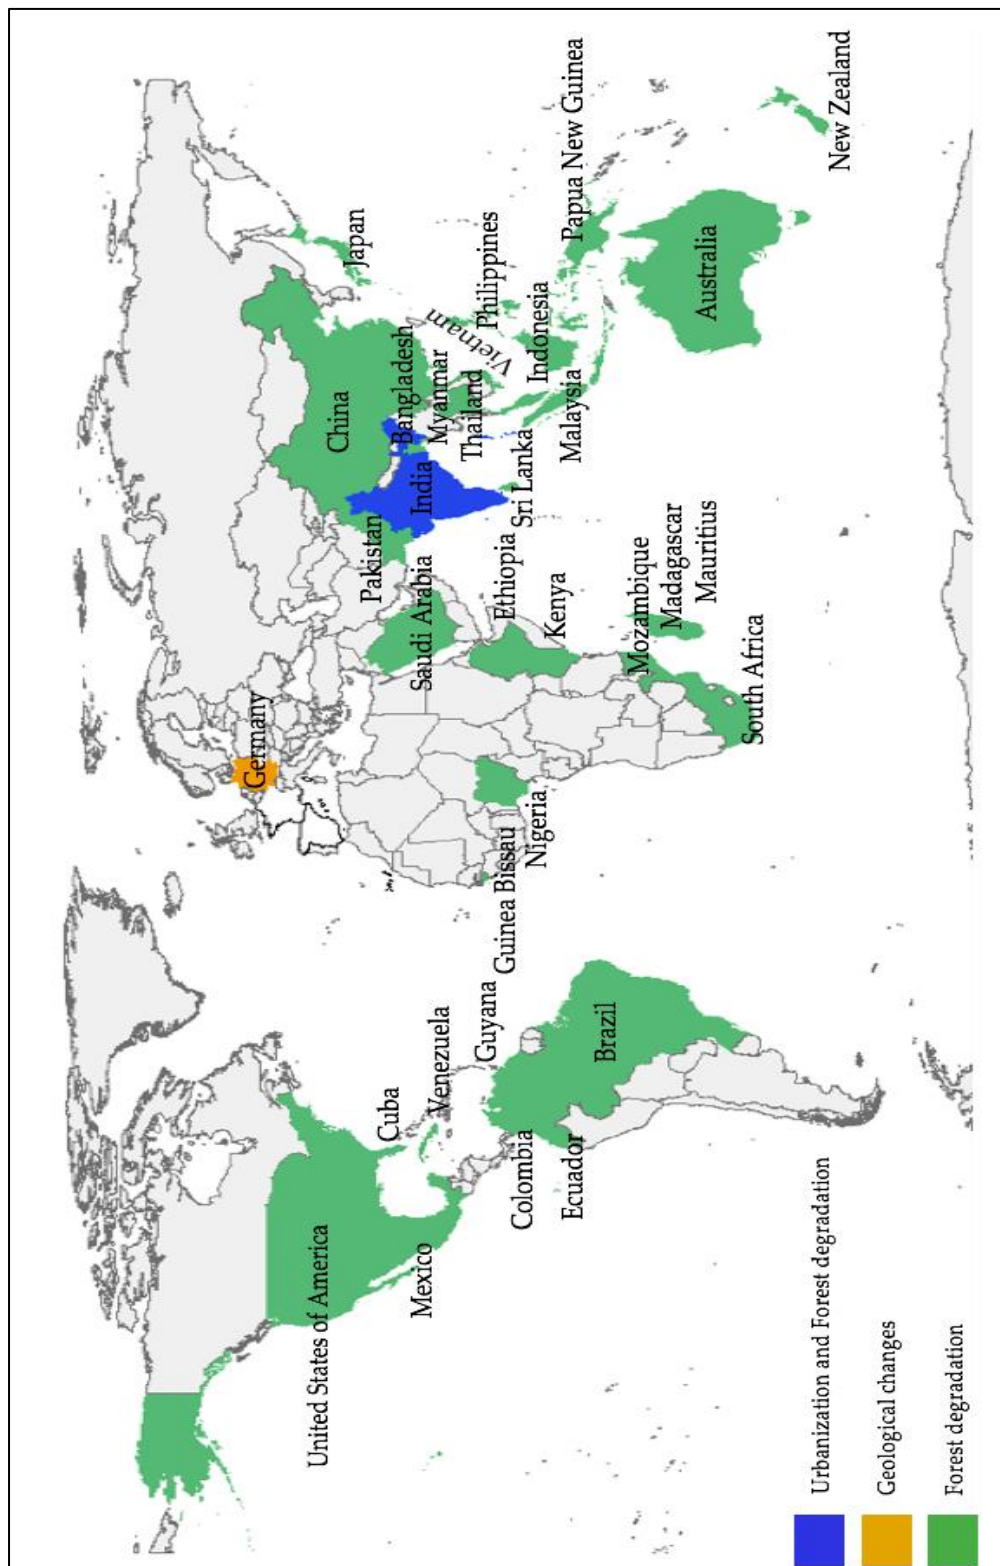 United States of America
Mexico
Cuba
Venezuela
Guyana
Colombia
Ecuador
Brazil
Germany
Guinea Bissau
Nigeria
Saudi Arabia
Ethiopia
Kenya
Mozambique
Madagascar
Mauritius
South Africa
Pakistan
China
India
Sri Lanka
Bangladesh
Myanmar
Thailand
Vietnam
Malaysia
Indonesia
Philippines
Japan
Papua New Guinea
Australia
New Zealand
Urbanization and Forest degradation
Geological changes
Forest degradation